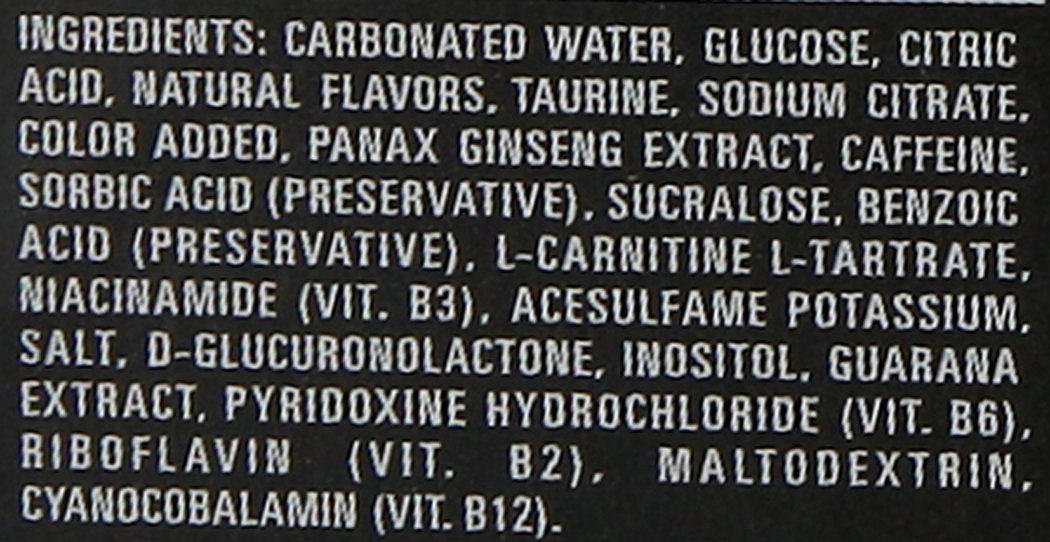 INGREDIENTS: CARBONATED WATER, GLUCOSE, CITRIC
ACID, NATURAL FLAVORS, TAURINE, SODIUM CITRATE,
COLOR ADDED, PANAX GINSENG EXTRACT, CAFFEINE,
SORBIC ACID (PRESERVATIVE), SUCRALOSE, BENZOIC
ACID (PRESERVATIVE), L-CARNITINE L-TARTRATE,
NIACINAMIDE (VIT. B3), ACESULFAME POTASSIUM,
SALT, D-GLUCURONOLACTONE, INOSITOL, GUARANA
EXTRACT, PYRIDOXINE HYDROCHLORIDE (VIT. B6),
RIBOFLAVIN (VIT. B2), MALTODEXTRIN,
CYANOCOBALAMIN (VIT. B12).